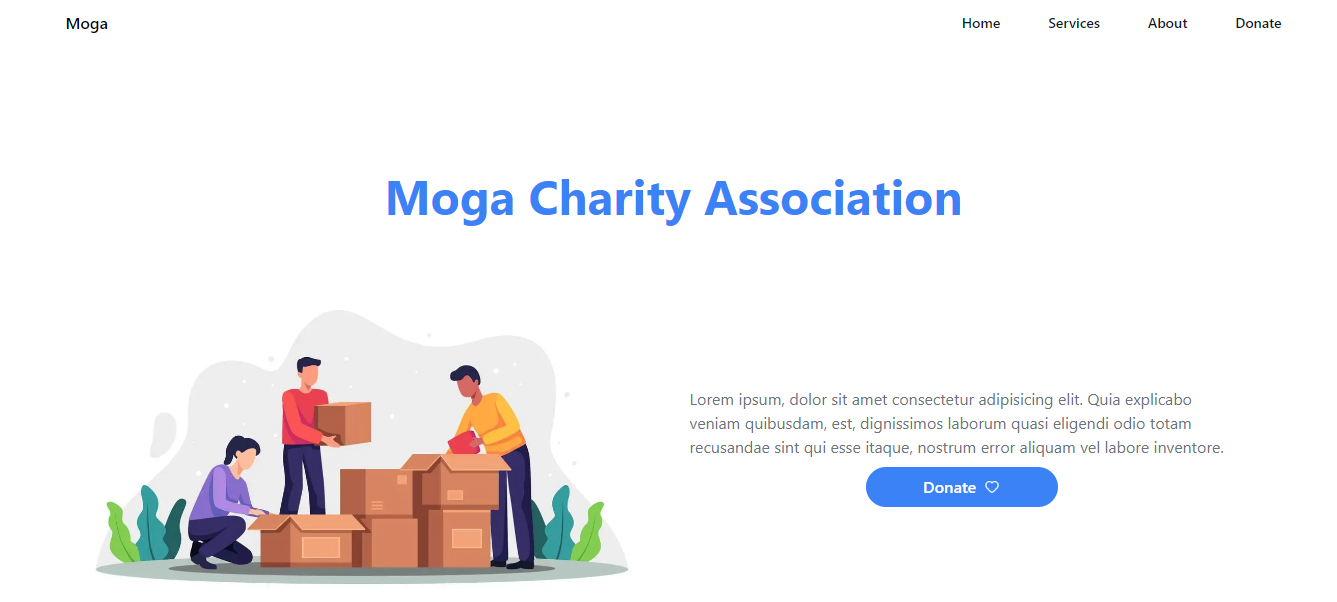 Moga
Home
Services
About
Donate
Moga Charity Association
Lorem ipsum, dolor sit amet consectetur adipisicing elit. Quia explicabo
veniam quibusdam, est, dignissimos laborum quasi eligendi odio totam
recusandae sint qui esse itaque, nostrum error aliquam vel labore inventore.
Donate